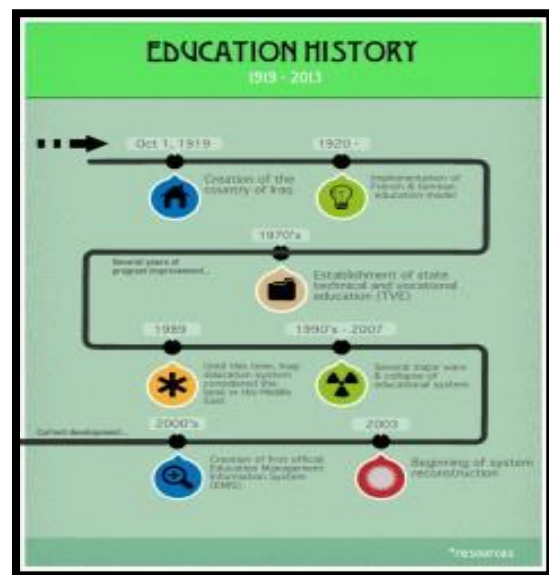 EDUCATION HISTORY
1919 - 2013
Oct 1, 1919
1920 -
Creation of the
country of Iraq
Implementation of
French & German
education model
1970's
Several years of
program improvement...
Establishment of state
technical and vocational
education (TVE)
1989
1990's - 2007
Until this time, Iraqi
education system
considered the
best in the Middle
East
Several major wars
& collapse of
educational system
2000's
2003
Current development...
Creation of first official
Education Management
Information System
(EMIS)
Beginning of system
reconstruction
*resources